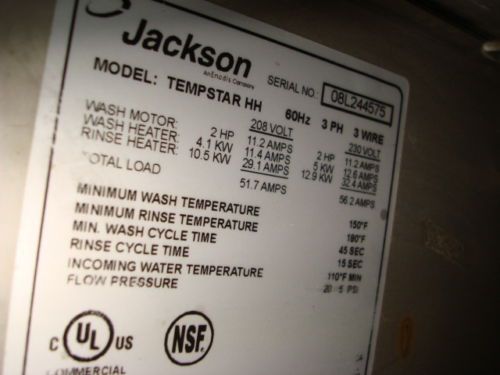 Jackson
An Enodis Company
SERIAL NO: 08L244575
MODEL: TEMPSTAR HH 60Hz 3 PH 3 WIRE
208 VOLT 230 VOLT
WASH MOTOR: 2 HP 11.2 AMPS 2 HP 11.2 AMPS
WASH HEATER: 4.1 KW 11.4 AMPS 5 KW 12.6 AMPS
RINSE HEATER: 10.5 KW 29.1 AMPS 12.9 KW 32.4 AMPS
TOTAL LOAD 51.7 AMPS 56.2 AMPS
MINIMUM WASH TEMPERATURE 150°F
MINIMUM RINSE TEMPERATURE 180°F
MIN. WASH CYCLE TIME 45 SEC
RINSE CYCLE TIME 15 SEC
INCOMING WATER TEMPERATURE 110°F MIN
FLOW PRESSURE 20 5 PSI
C UL US NSF
COMMERCIAL